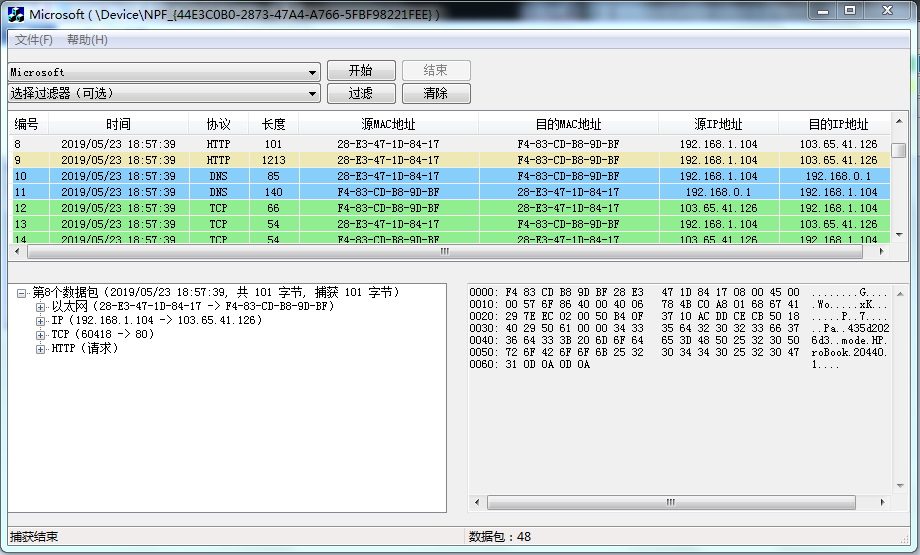 Microsoft ( \Device\NPF_{44E3C0B0-2873-47A4-A766-5FBF98221FEE} )
文件(F) 帮助(H)
Microsoft 开始 结束
选择过滤器（可选） 过滤 清除
编号 时间 协议 长度 源MAC地址 目的MAC地址 源IP地址 目的IP地址
8 2019/05/23 18:57:39 HTTP 101 28-E3-47-1D-84-17 F4-83-CD-B8-9D-BF 192.168.1.104 103.65.41.126
9 2019/05/23 18:57:39 HTTP 1213 28-E3-47-1D-84-17 F4-83-CD-B8-9D-BF 192.168.1.104 103.65.41.126
10 2019/05/23 18:57:39 DNS 85 28-E3-47-1D-84-17 F4-83-CD-B8-9D-BF 192.168.1.104 192.168.0.1
11 2019/05/23 18:57:39 DNS 140 F4-83-CD-B8-9D-BF 28-E3-47-1D-84-17 192.168.0.1 192.168.1.104
12 2019/05/23 18:57:39 TCP 66 F4-83-CD-B8-9D-BF 28-E3-47-1D-84-17 103.65.41.126 192.168.1.104
13 2019/05/23 18:57:39 TCP 54 28-E3-47-1D-84-17 F4-83-CD-B8-9D-BF 192.168.1.104 103.65.41.126
14 2019/05/23 18:57:39 TCP 54 F4-83-CD-B8-9D-BF 28-E3-47-1D-84-17 103.65.41.126 192.168.1.104
第8个数据包（2019/05/23 18:57:39, 共 101 字节, 捕获 101 字节）
以太网（28-E3-47-1D-84-17 -> F4-83-CD-B8-9D-BF）
IP（192.168.1.104 -> 103.65.41.126）
TCP（60418 -> 80）
HTTP（请求）
0000: F4 83 CD B8 9D BF 28 E3 47 1D 84 17 08 00 45 00 ........G.....
0010: 00 57 6F 86 40 00 40 06 78 4B C0 A8 01 68 67 41 .Wo.....xK...
0020: 29 7E EC 02 00 50 B4 0F 37 10 AC DD CE CB 50 18 .....P..7....
0030: 40 29 50 61 00 00 34 33 35 64 32 30 32 33 66 37 ..Pa..435d202
0040: 36 64 33 3B 20 6D 6F 64 65 3D 48 50 25 32 30 50 6d3..mode.HP.
0050: 72 6F 42 6F 6F 6B 25 32 30 34 34 30 25 32 30 47 roBook.20440.
0060: 31 0D 0A 0D 0A 1....
捕获结束 数据包：48